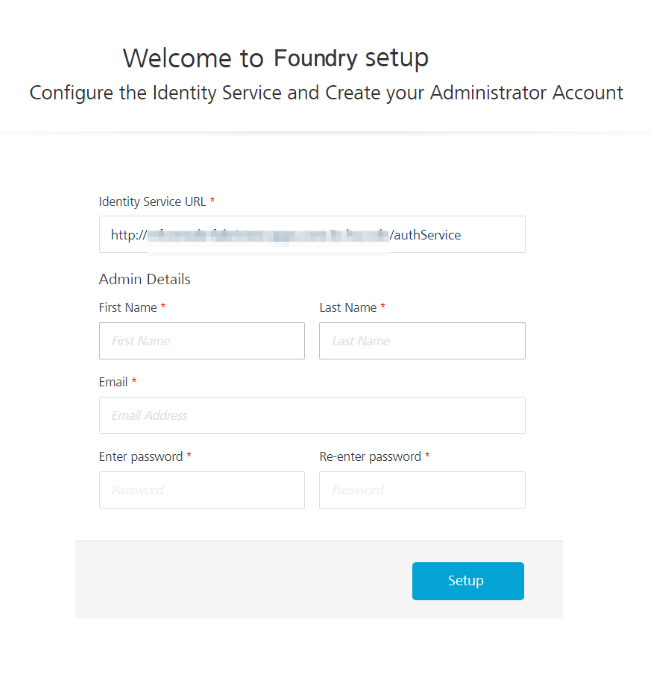 Welcome to Foundry setup
Configure the Identity Service and Create your Administrator Account
Identity Service URL *
http:// /authService
Admin Details
First Name * Last Name *
First Name Last Name
Email *
Email Address
Enter password * Re-enter password *
Password Password
Setup